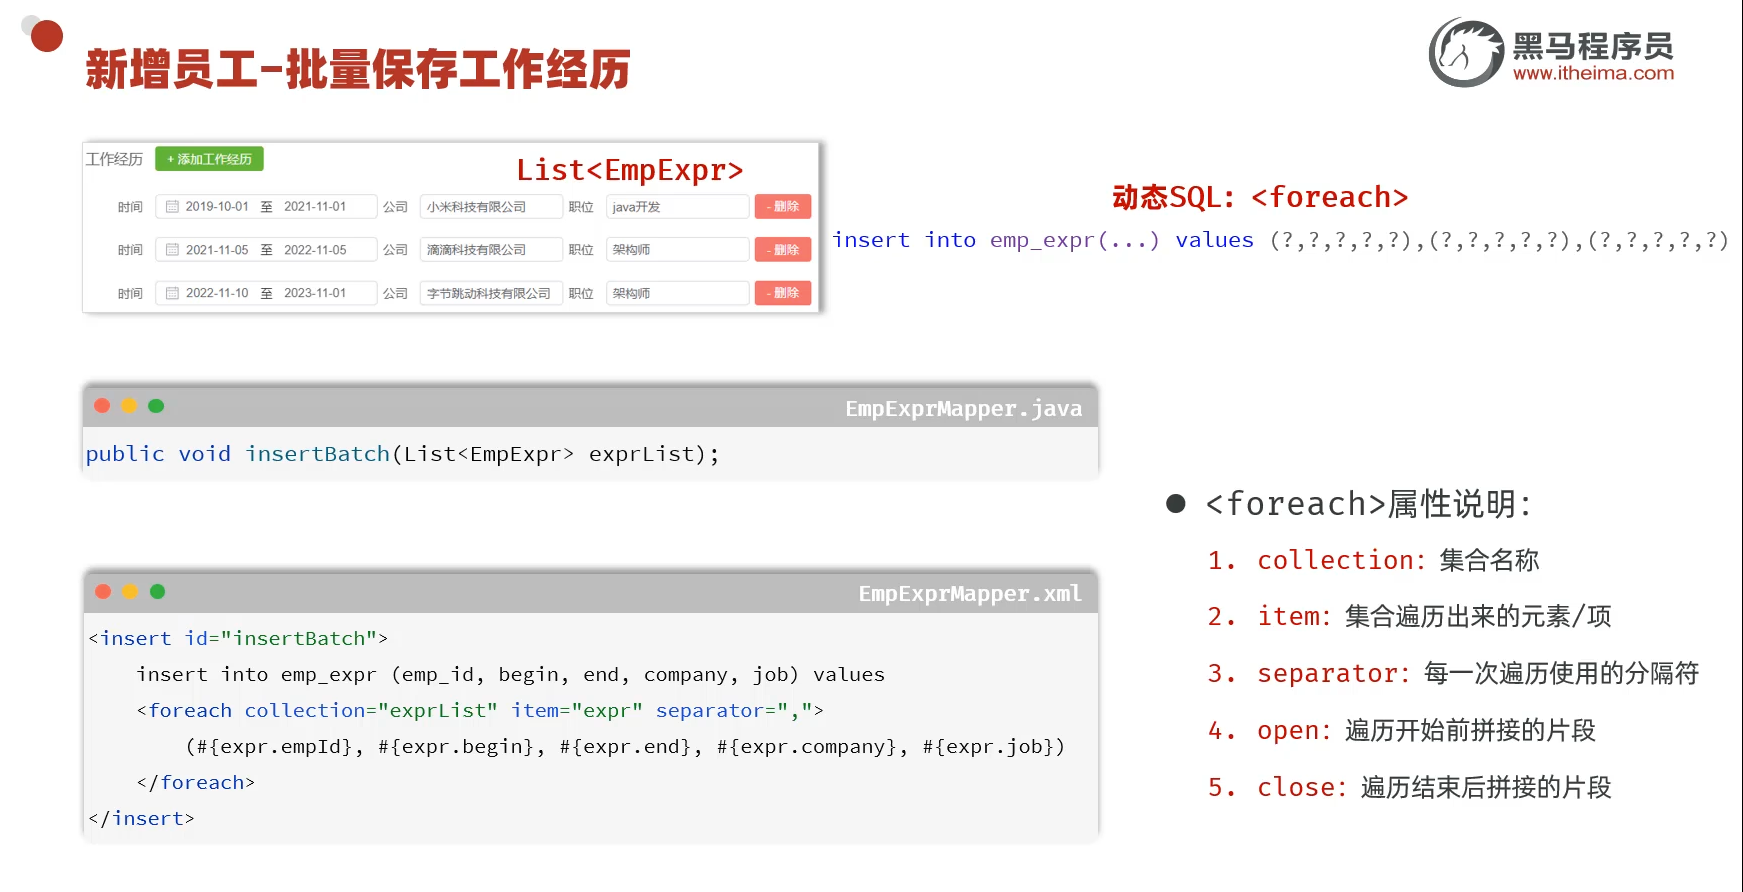 新增员工-批量保存工作经历
黑马程序员
www.itheima.com
工作经历 + 添加工作经历 List<EmpExpr>
时间 2019-10-01 至 2021-11-01 公司 小米科技有限公司 职位 java开发 - 删除
时间 2021-11-05 至 2022-11-05 公司 滴滴科技有限公司 职位 架构师 - 删除
时间 2022-11-10 至 2023-11-01 公司 字节跳动科技有限公司 职位 架构师 - 删除
动态SQL: <foreach>
insert into emp_expr(...) values (?,?,?,?,?),(?,?,?,?,?),(?,?,?,?,?)
EmpExprMapper.java
public void insertBatch(List<EmpExpr> exprList);
EmpExprMapper.xml
<insert id="insertBatch">
insert into emp_expr (emp_id, begin, end, company, job) values
<foreach collection="exprList" item="expr" separator=",">
(#{expr.empId}, #{expr.begin}, #{expr.end}, #{expr.company}, #{expr.job})
</foreach>
</insert>
● <foreach>属性说明:
1. collection: 集合名称
2. item: 集合遍历出来的元素/项
3. separator: 每一次遍历使用的分隔符
4. open: 遍历开始前拼接的片段
5. close: 遍历结束后拼接的片段